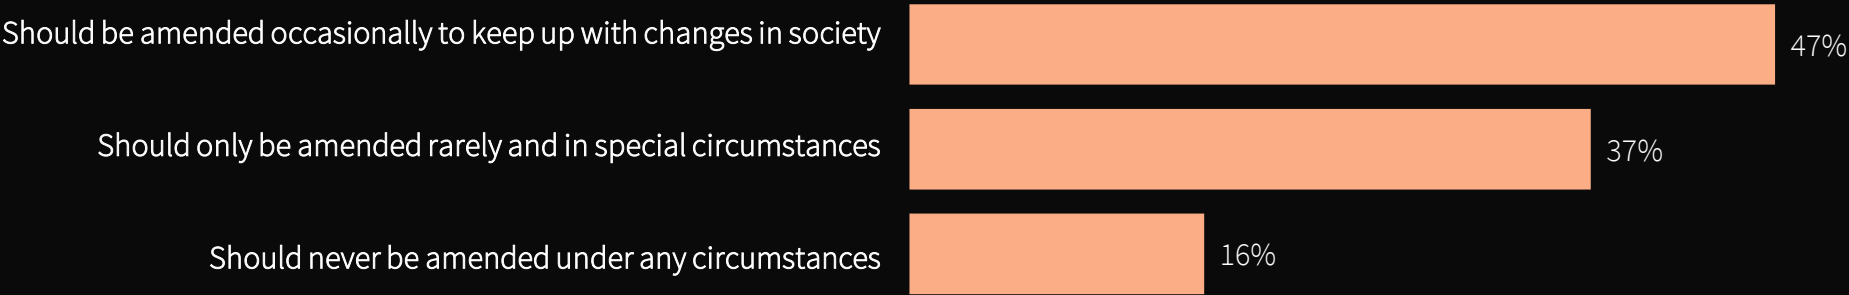 Should be amended occasionally to keep up with changes in society
47%
Should only be amended rarely and in special circumstances
37%
Should never be amended under any circumstances
16%